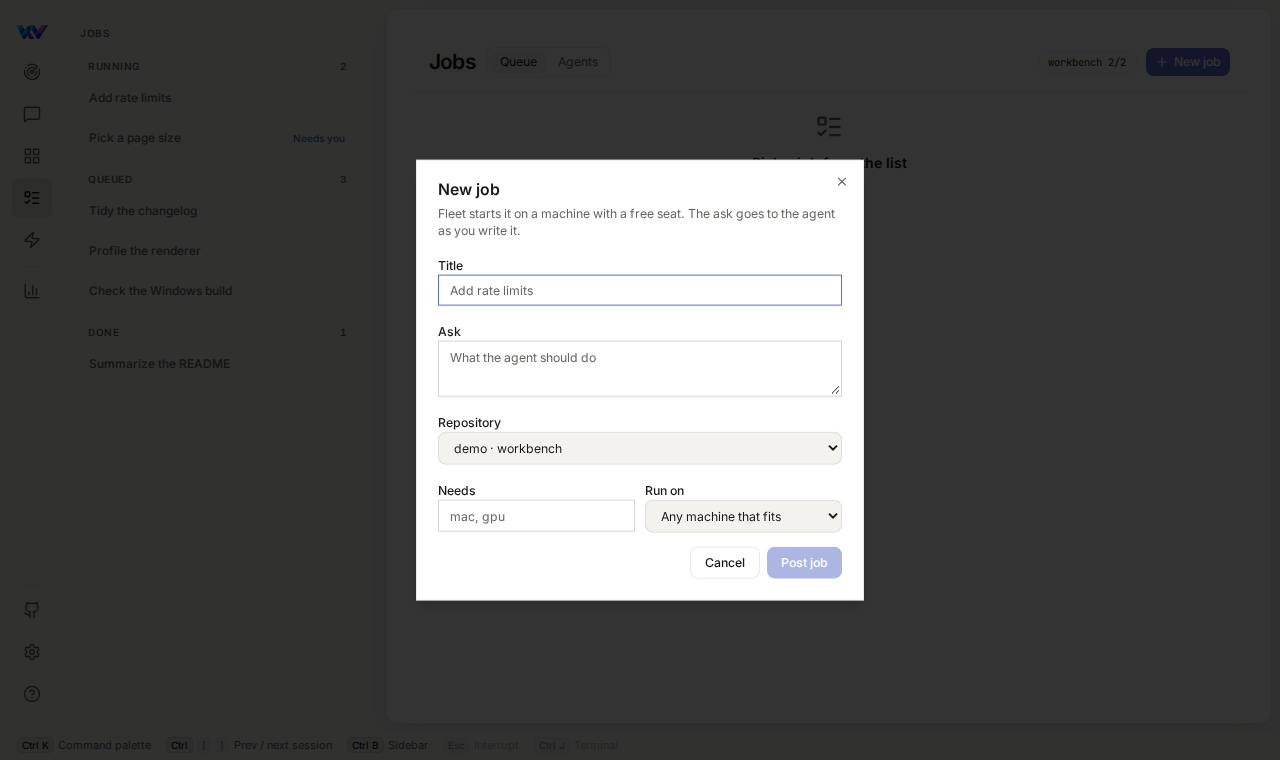 JOBS
RUNNING 2
Add rate limits
Pick a page size Needs you
QUEUED 3
Tidy the changelog
Profile the renderer
Check the Windows build
DONE 1
Summarize the README
Jobs Queue Agents
workbench 2/2 + New job
the list
New job
Fleet starts it on a machine with a free seat. The ask goes to the agent
as you write it.
Title
Add rate limits
Ask
What the agent should do
Repository
demo · workbench
Needs Run on
mac, gpu Any machine that fits
Cancel Post job
Ctrl K Command palette Ctrl [ ] Prev / next session Ctrl B Sidebar Esc Interrupt Ctrl J Terminal